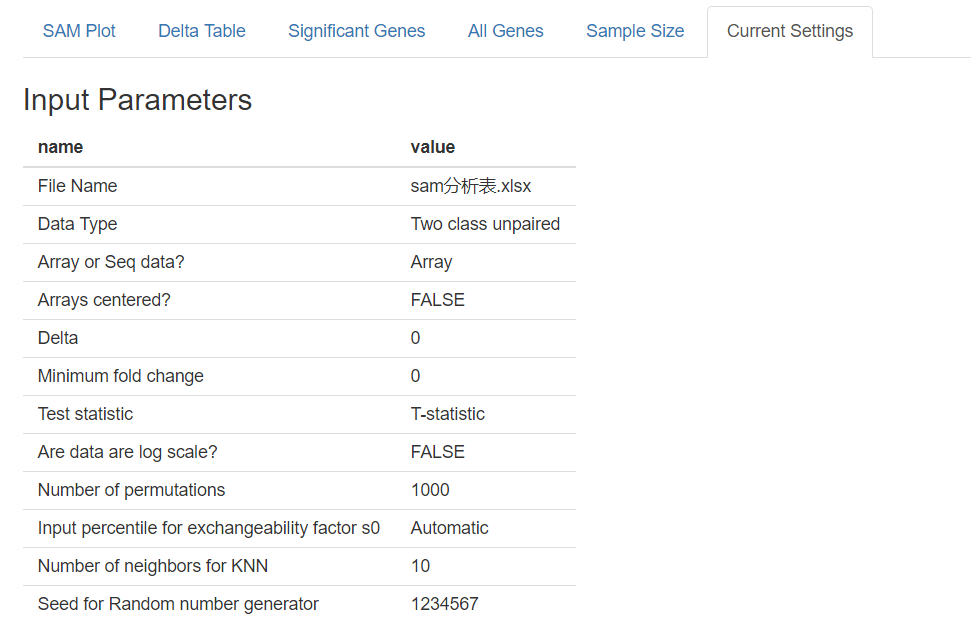 SAM Plot Delta Table Significant Genes All Genes Sample Size Current Settings
Input Parameters
name value
File Name sam分析表.xlsx
Data Type Two class unpaired
Array or Seq data? Array
Arrays centered? FALSE
Delta 0
Minimum fold change 0
Test statistic T-statistic
Are data are log scale? FALSE
Number of permutations 1000
Input percentile for exchangeability factor s0 Automatic
Number of neighbors for KNN 10
Seed for Random number generator 1234567